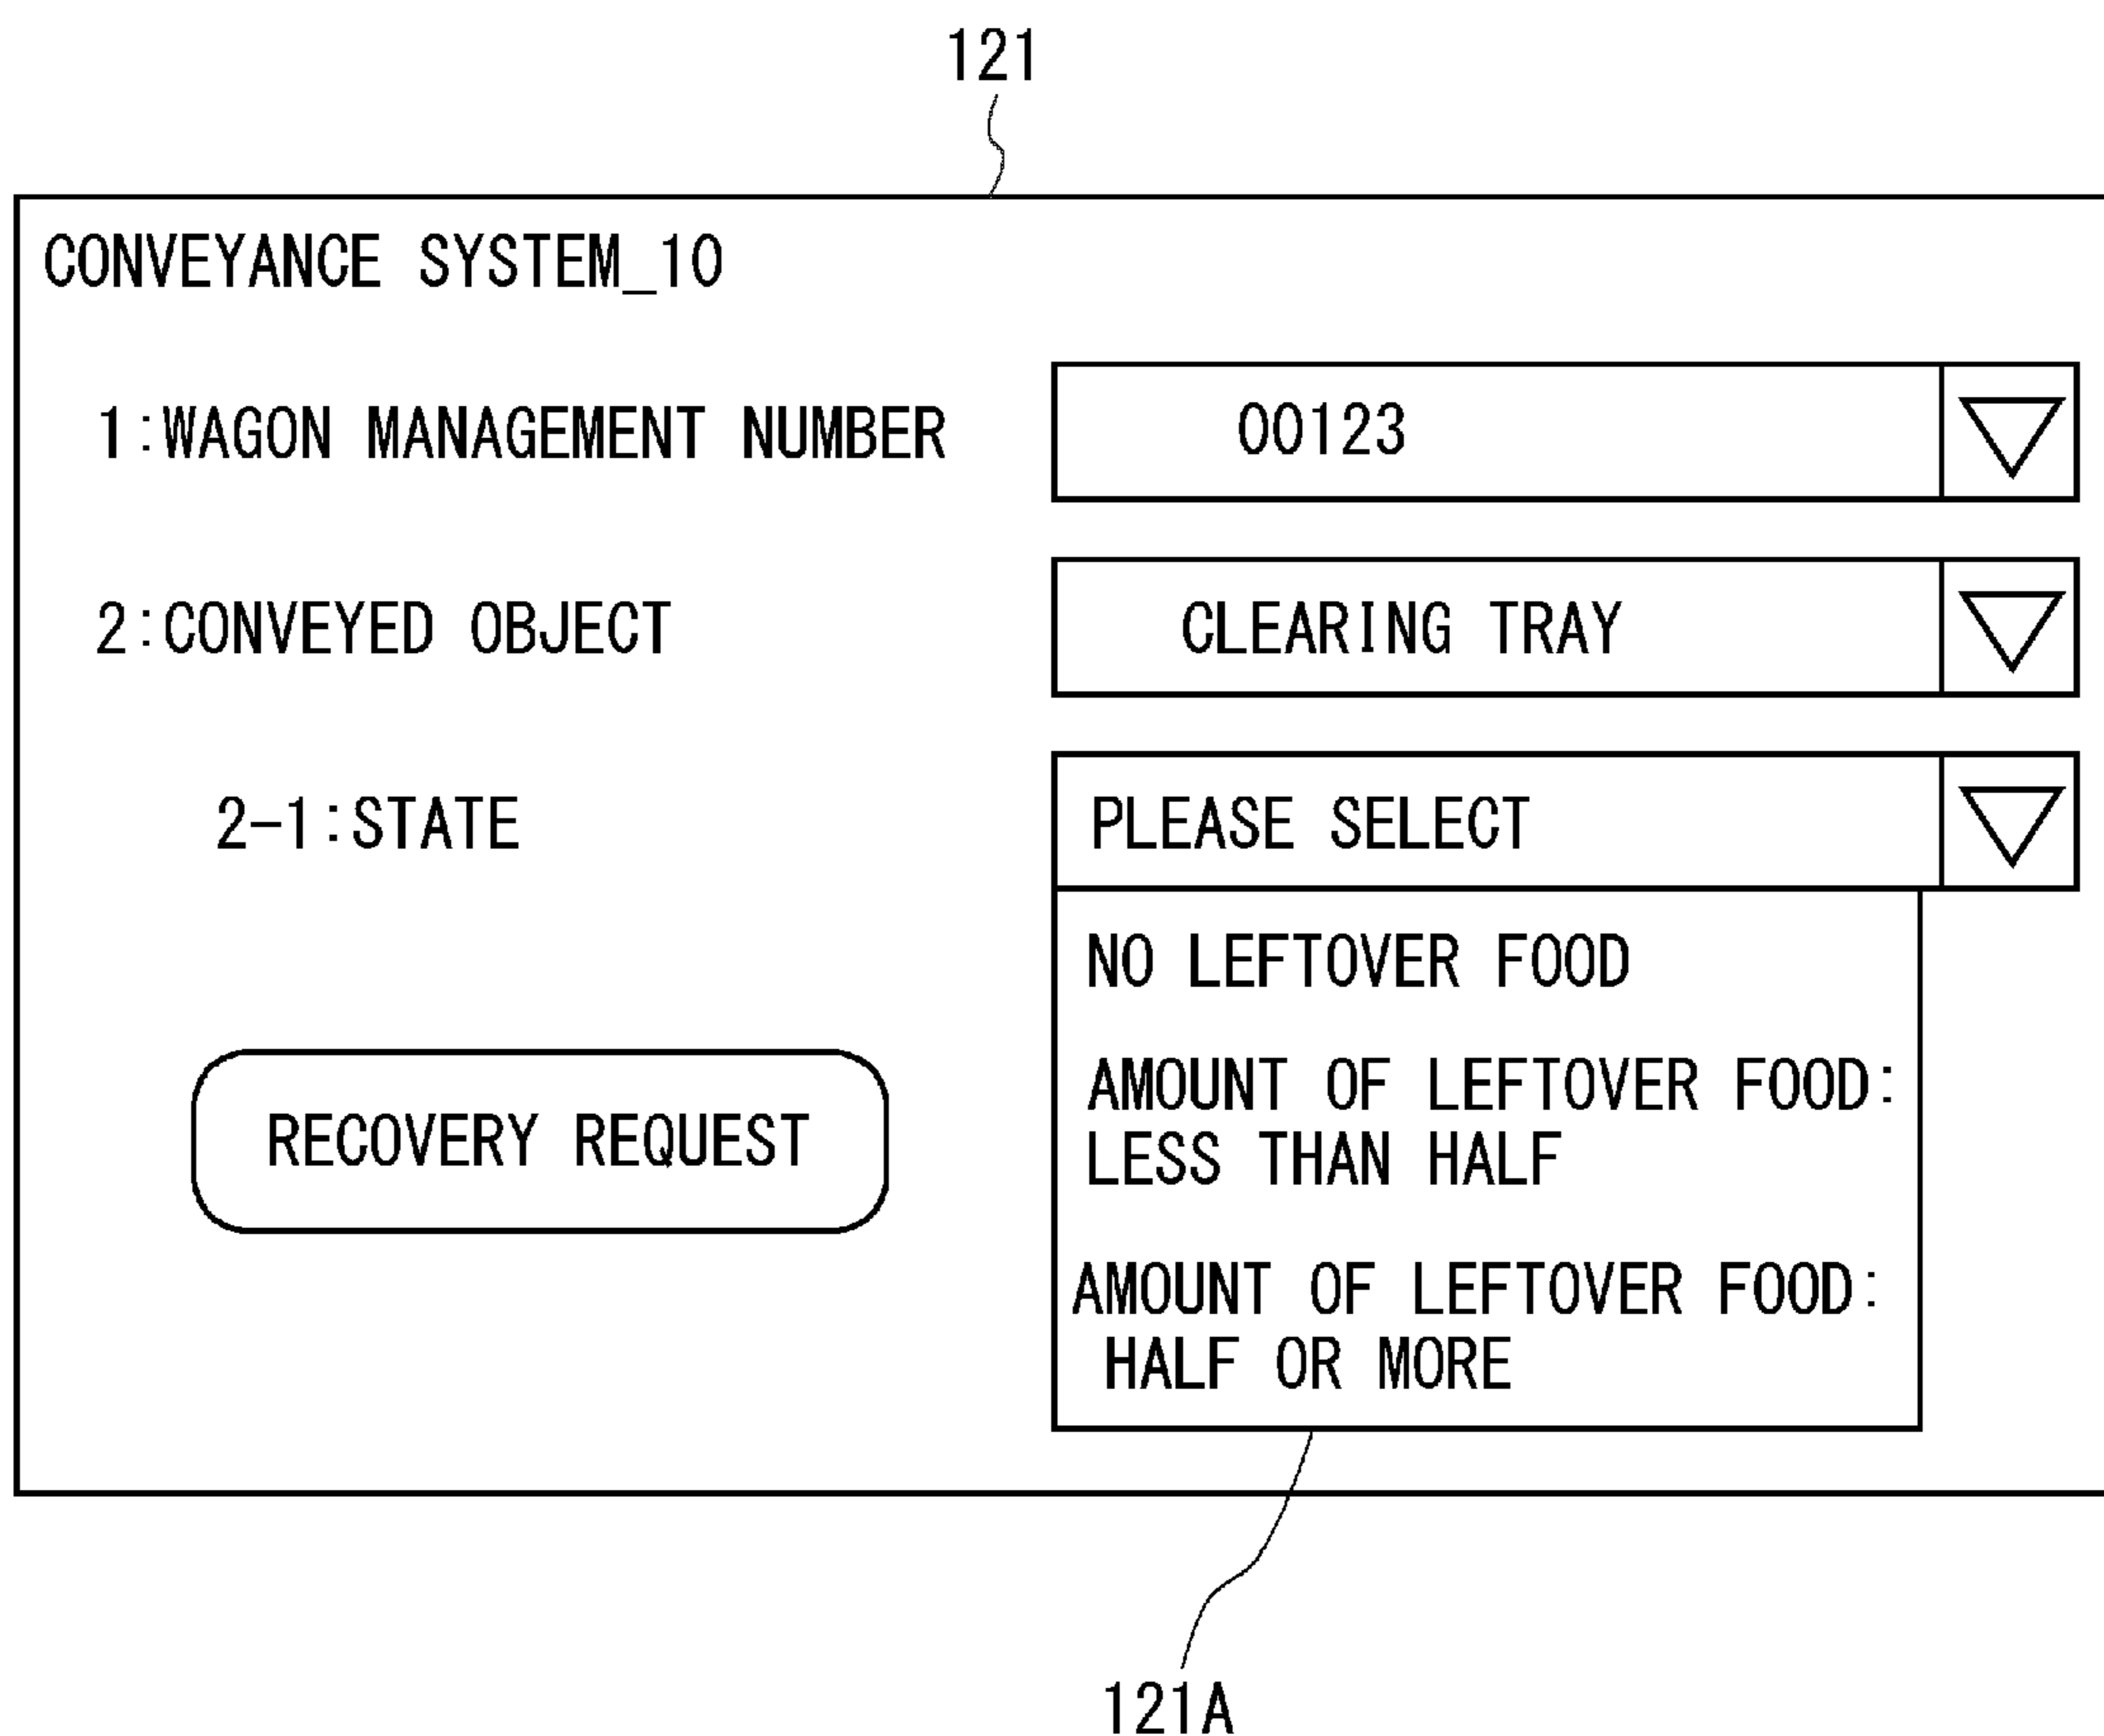 121
CONVEYANCE SYSTEM_10
1:WAGON MANAGEMENT NUMBER
00123
2:CONVEYED OBJECT
CLEARING TRAY
2-1:STATE
PLEASE SELECT
NO LEFTOVER FOOD
AMOUNT OF LEFTOVER FOOD:
LESS THAN HALF
AMOUNT OF LEFTOVER FOOD:
HALF OR MORE
RECOVERY REQUEST
121A